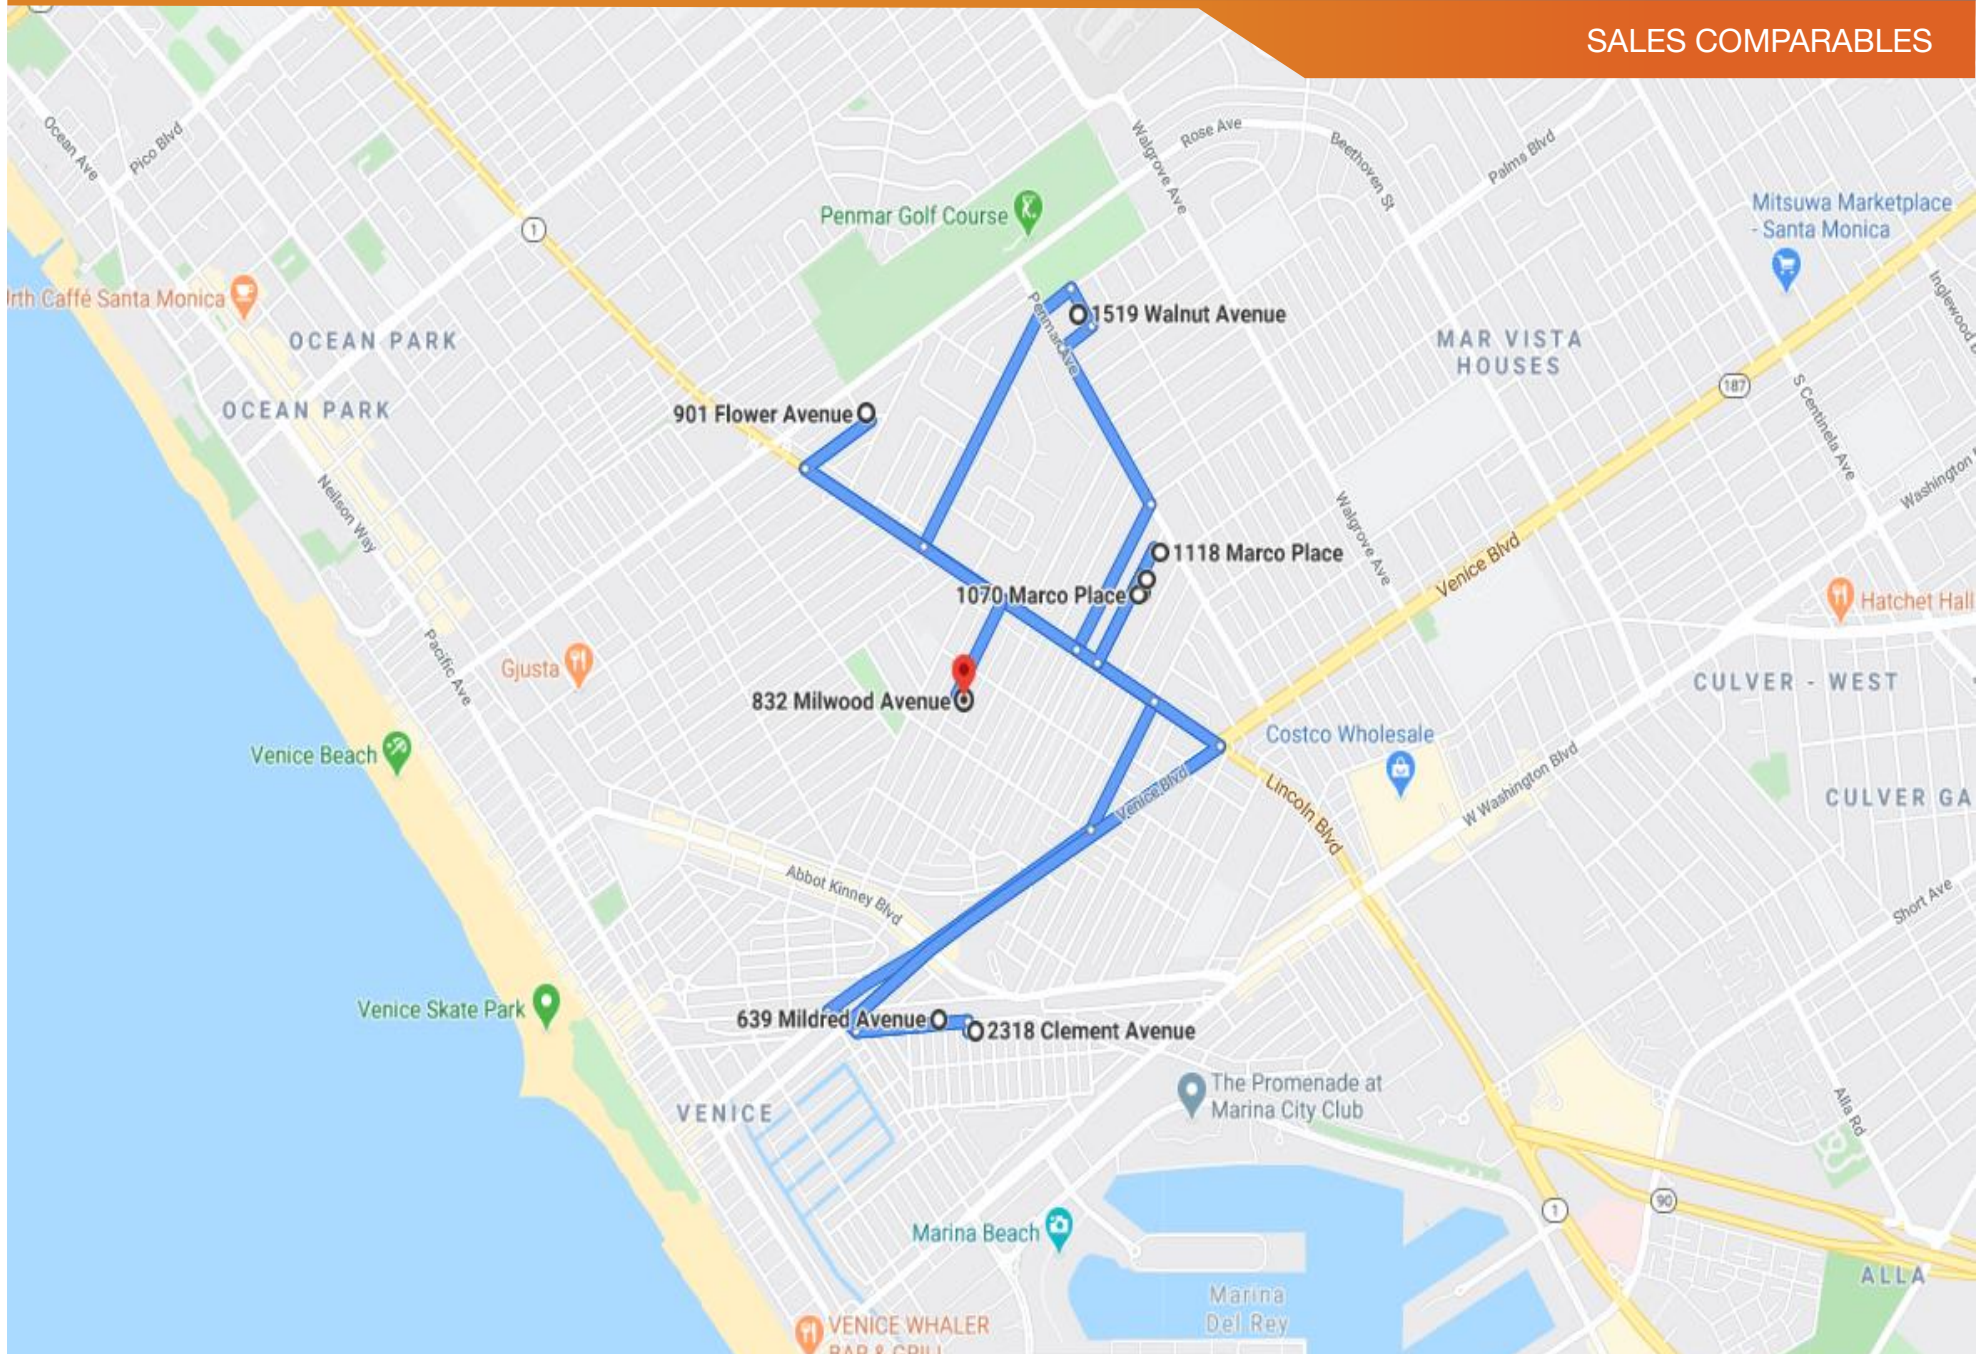 SALES COMPARABLES
Ocean Ave
Pico Blvd
Walgrove Ave
Rose Ave
Beethoven St
Palms Blvd
Penmar Golf Course
Mitsuwa Marketplace
- Santa Monica
1
rth Caffé Santa Monica
OCEAN PARK
Penmar Ave
1519 Walnut Avenue
Inglewood
MAR VISTA
HOUSES
187
S Centinela Ave
OCEAN PARK
901 Flower Avenue
Neilson Way
Walgrove Ave
Washington
1118 Marco Place
Venice Blvd
1070 Marco Place
Hatchet Hall
Pacific Ave
Gjusta
832 Milwood Avenue
CULVER - WEST
Venice Beach
Costco Wholesale
Venice Blvd
Lincoln Blvd
W Washington Blvd
CULVER GA
Abbot Kinney Blvd
Short Ave
Venice Skate Park
639 Mildred Avenue
2318 Clement Avenue
The Promenade at
Marina City Club
VENICE
Alla Rd
1
90
Marina Beach
ALLA
Marina
Del Rey
VENICE WHALER
BAR & GRILL